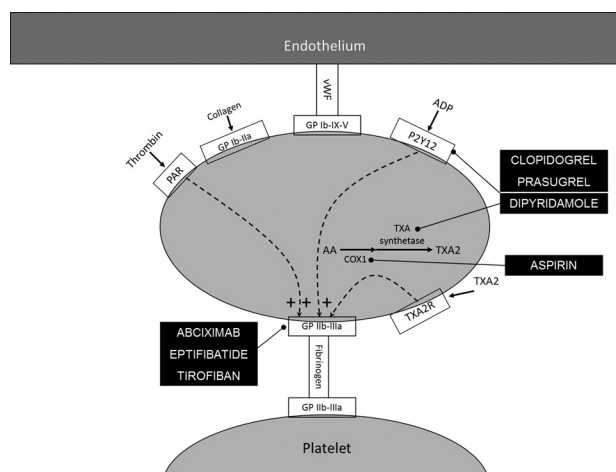 Endothelium
vWF
GP Ib-IX-V
Collagen
GP Ib-IIa
Thrombin
PAR
ADP
P2Y12
CLOPIDOGREL
PRASUGREL
DIPYRIDAMOLE
TXA
synthetase
AA
TXA2
COX1
ASPIRIN
TXA2
TXA2R
+ + +
GP IIb-IIIa
ABCIXIMAB
EPTIFIBATIDE
TIROFIBAN
Fibrinogen
GP IIb-IIIa
Platelet